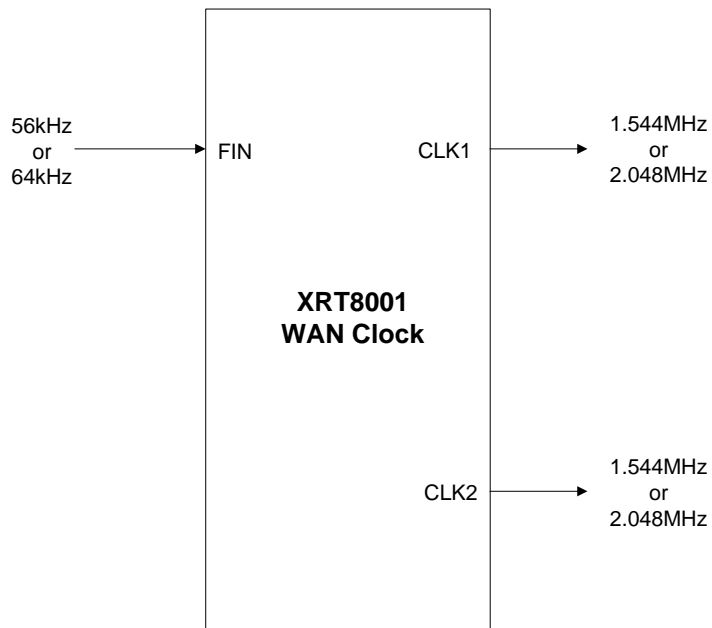 56kHz
or
64kHz
FIN
CLK1
1.544MHz
or
2.048MHz
XRT8001
WAN Clock
CLK2
1.544MHz
or
2.048MHz